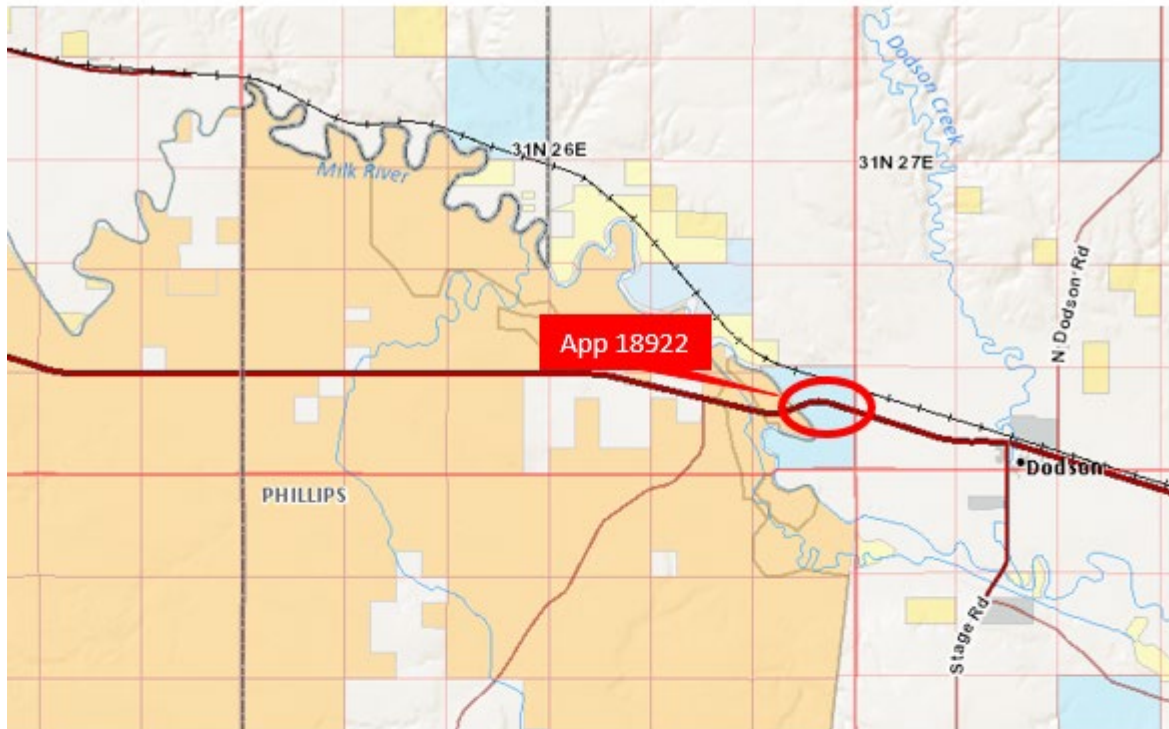 Dodson Creek
31N 26E
31N 27E
Milk River
N Dodson Rd
App 18922
Dodson
PHILLIPS
Stage Rd